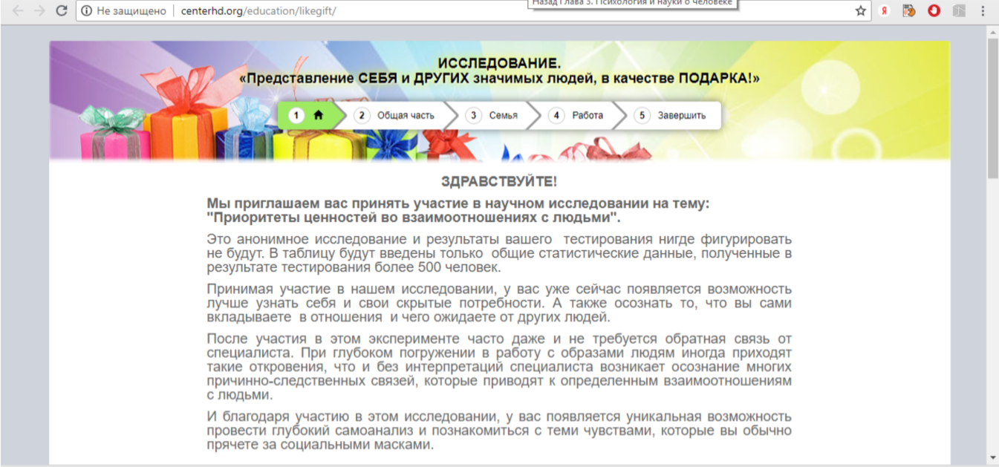 Назад Глава 3. Психология и науки о человеке
Не защищено centerhd.org/education/likegift/
ИССЛЕДОВАНИЕ.
«Представление СЕБЯ и ДРУГИХ значимых людей, в качестве ПОДАРКА!»
1 2 Общая часть 3 Семья 4 Работа 5 Завершить
ЗДРАВСТВУЙТЕ!
Мы приглашаем вас принять участие в научном исследовании на тему:
"Приоритеты ценностей во взаимоотношениях с людьми".
Это анонимное исследование и результаты вашего тестирования нигде фигурировать
не будут. В таблицу будут введены только общие статистические данные, полученные в
результате тестирования более 500 человек.
Принимая участие в нашем исследовании, у вас уже сейчас появляется возможность
лучше узнать себя и свои скрытые потребности. А также осознать то, что вы сами
вкладываете в отношения и чего ожидаете от других людей.
После участия в этом эксперименте часто даже и не требуется обратная связь от
специалиста. При глубоком погружении в работу с образами людям иногда приходят
такие откровения, что и без интерпретаций специалиста возникает осознание многих
причинно-следственных связей, которые приводят к определенным взаимоотношениям
с людьми.
И благодаря участию в этом исследовании, у вас появляется уникальная возможность
провести глубокий самоанализ и познакомиться с теми чувствами, которые вы обычно
прячете за социальными масками.